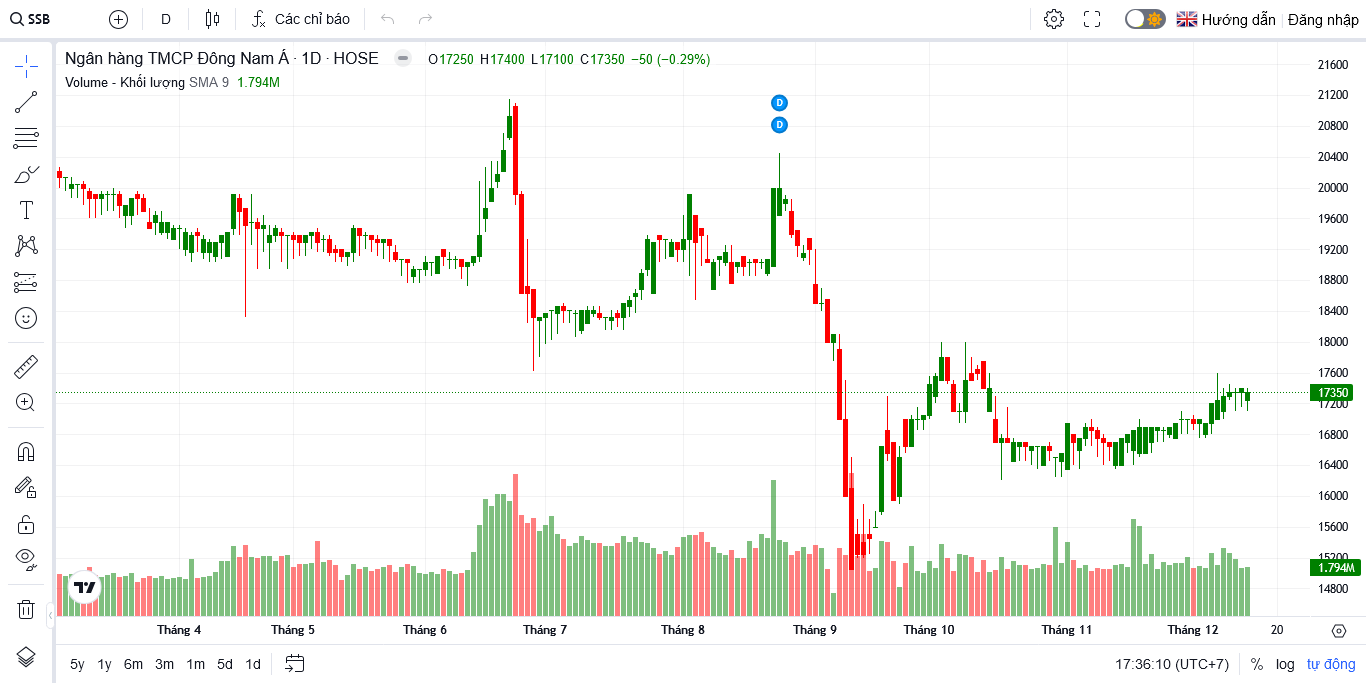 SSB
D
Các chỉ báo
Hướng dẫn
Đăng nhập
Ngân hàng TMCP Đông Nam Á · 1D · HOSE
O17250 H17400 L17100 C17350 −50 (−0.29%)
Volume - Khối lượng SMA 9 1.794M
D
D
21600
21200
20800
20400
20000
19600
19200
18800
18400
18000
17600
17350
17200
16800
16400
16000
15600
15200
1.794M
14800
Tháng 4
Tháng 5
Tháng 6
Tháng 7
Tháng 8
Tháng 9
Tháng 10
Tháng 11
Tháng 12
20
5y 1y 6m 3m 1m 5d 1d
17:36:10 (UTC+7)
% log tự động